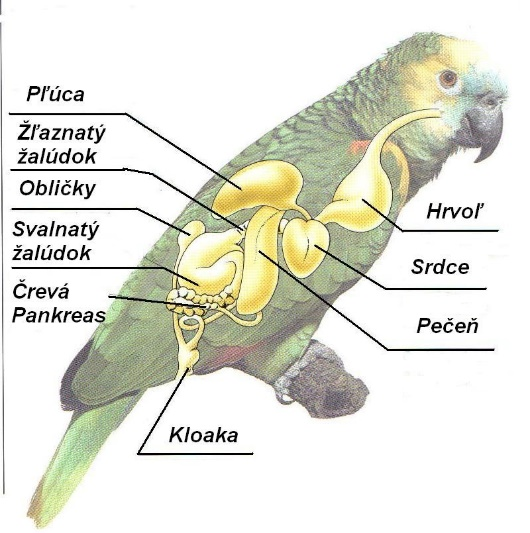 Pľúca
Žľaznatý
žalúdok
Obličky
Svalnatý
žalúdok
Črevá
Pankreas
Kloaka
Hrvoľ
Srdce
Pečeň